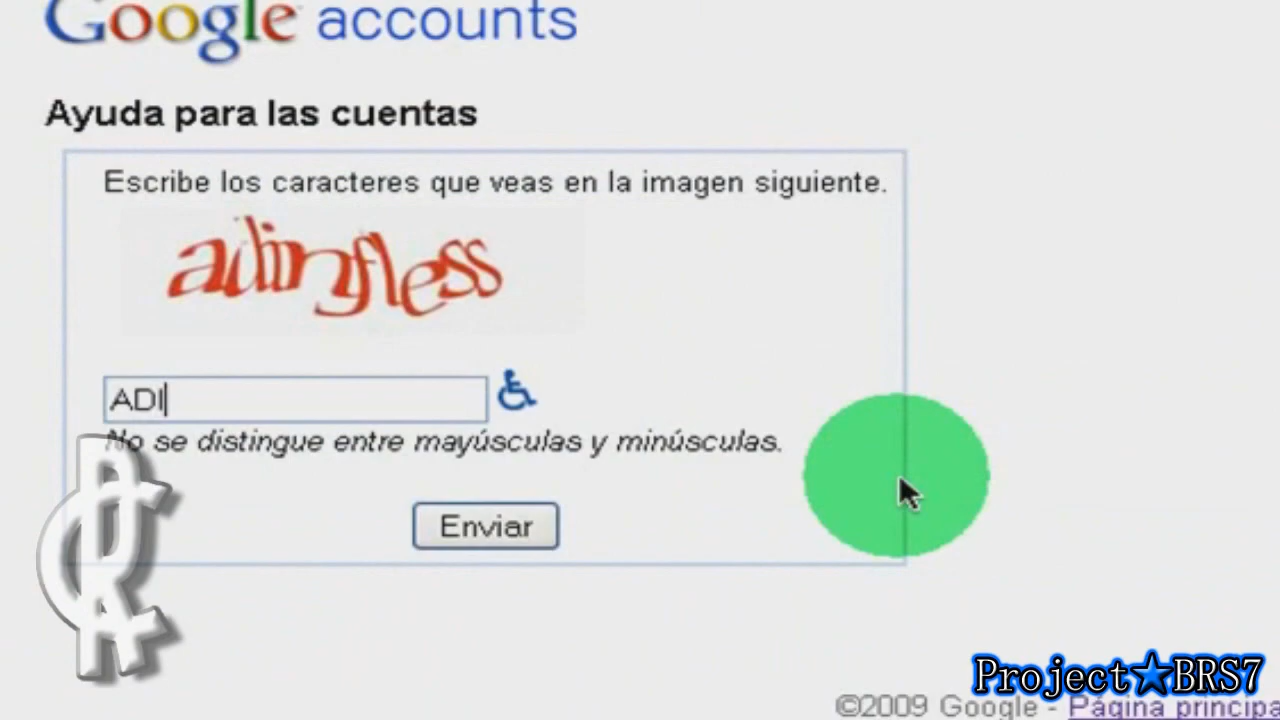 Google accounts
Ayuda para las cuentas
Escribe los caracteres que veas en la imagen siguiente.
adingless
ADI
No se distingue entre mayúsculas y minúsculas.
Enviar
Project★BRS7
©2009 Google - Página principa